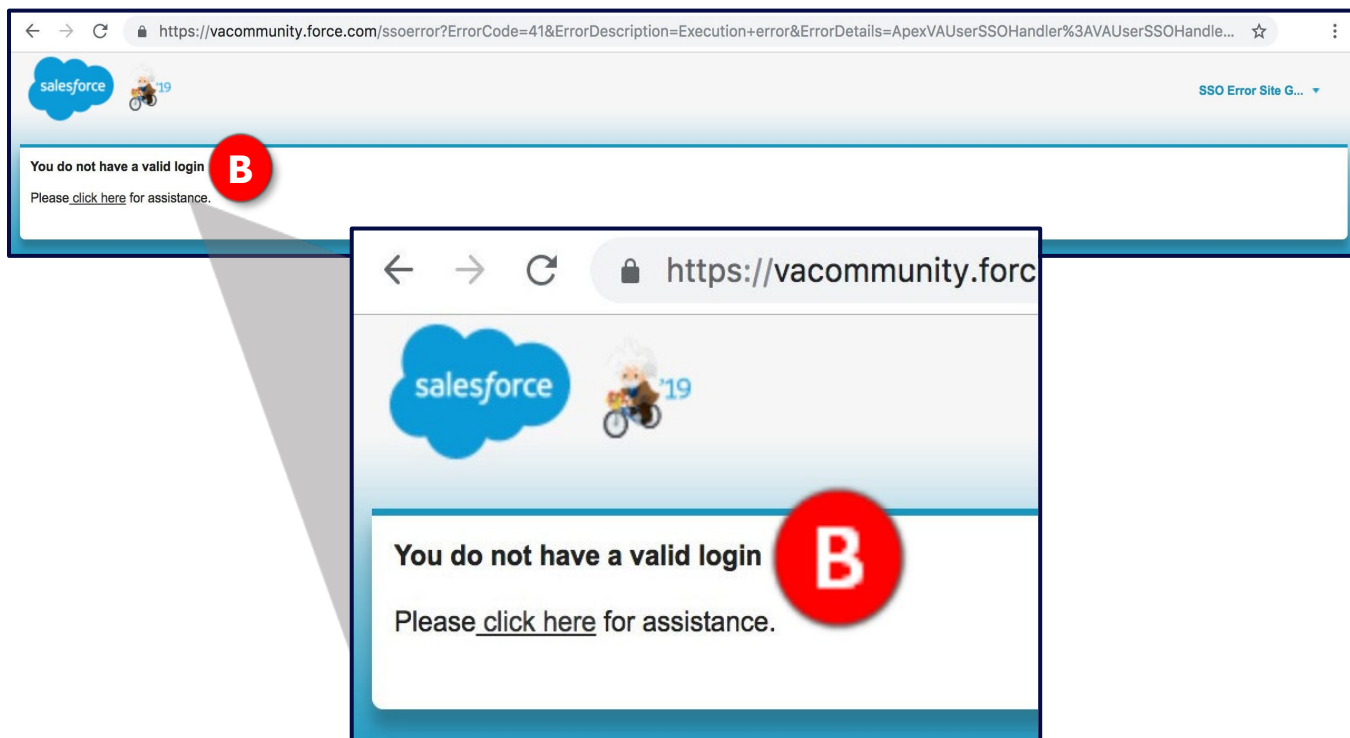 https://vacommunity.force.com/ssoerror?ErrorCode=41&ErrorDescription=Execution+error&ErrorDetails=ApexVAUserSSOHandler%3AVAUserSSOHandle...
salesforce
'19
SSO Error Site G...
You do not have a valid login
B
Please click here for assistance.
https://vacommunity.forc
salesforce
'19
You do not have a valid login
B
Please click here for assistance.